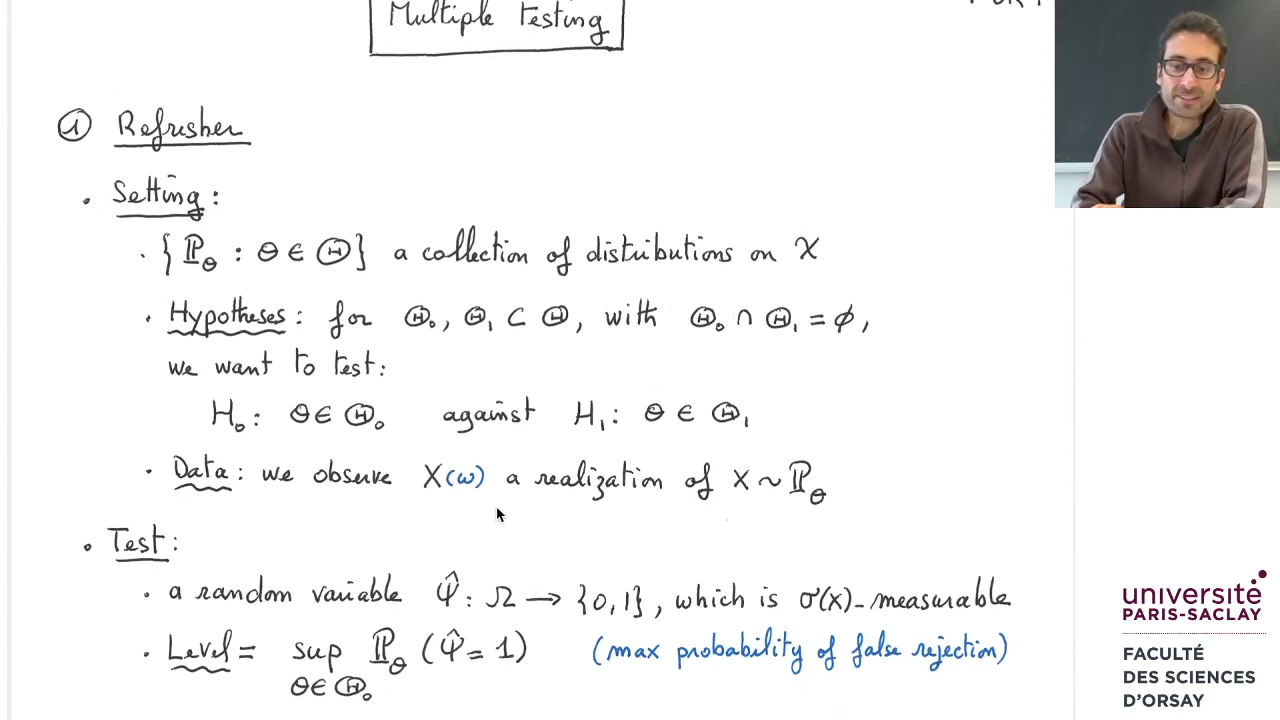 Multiple Testing
① Refresher
• Setting:
· {ℙ_θ : θ ∈ Θ} a collection of distributions on 𝒳
· Hypotheses: for Θ₀, Θ₁ ⊂ Θ, with Θ₀ ∩ Θ₁ = ϕ,
we want to test:
H₀: θ ∈ Θ₀ against H₁: θ ∈ Θ₁
· Data: we observe X(ω) a realization of X ~ ℙ_θ
• Test:
· a random variable ψ̂: Ω → {0,1}, which is σ(X)-measurable
· Level = sup ℙ_θ (ψ̂ = 1) (max probability of false rejection)
θ ∈ Θ₀
université
PARIS-SACLAY
FACULTÉ
DES SCIENCES
D'ORSAY